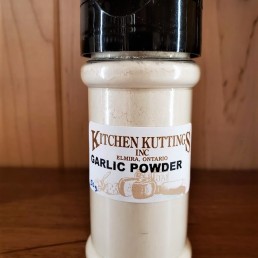 KITCHEN KUTTINGS
INC
ELMIRA, ONTARIO
GARLIC POWDER